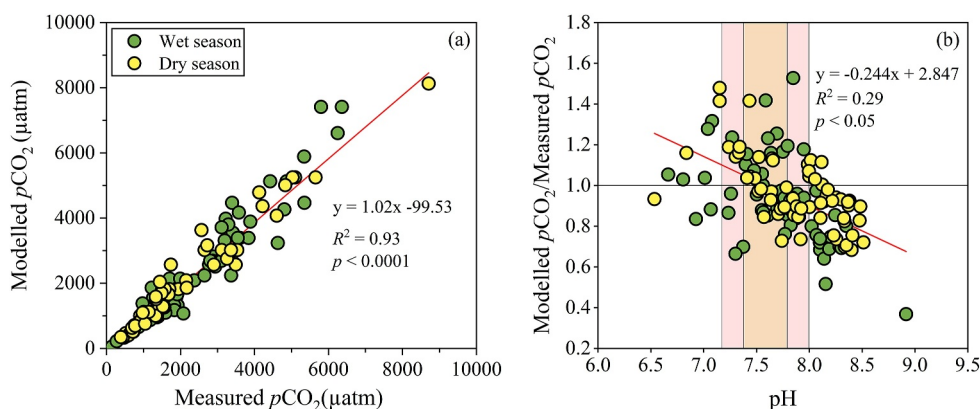 (a)
Wet season
Dry season
10000
8000
6000
4000
2000
0
0 2000 4000 6000 8000 10000
Modelled pCO₂ (µatm)
Measured pCO₂(µatm)
y = 1.02x -99.53
R² = 0.93
p < 0.0001
(b)
1.8
1.6
1.4
1.2
1.0
0.8
0.6
0.4
0.2
6.0 6.5 7.0 7.5 8.0 8.5 9.0 9.5
Modelled pCO₂/Measured pCO₂
pH
y = -0.244x + 2.847
R² = 0.29
p < 0.05